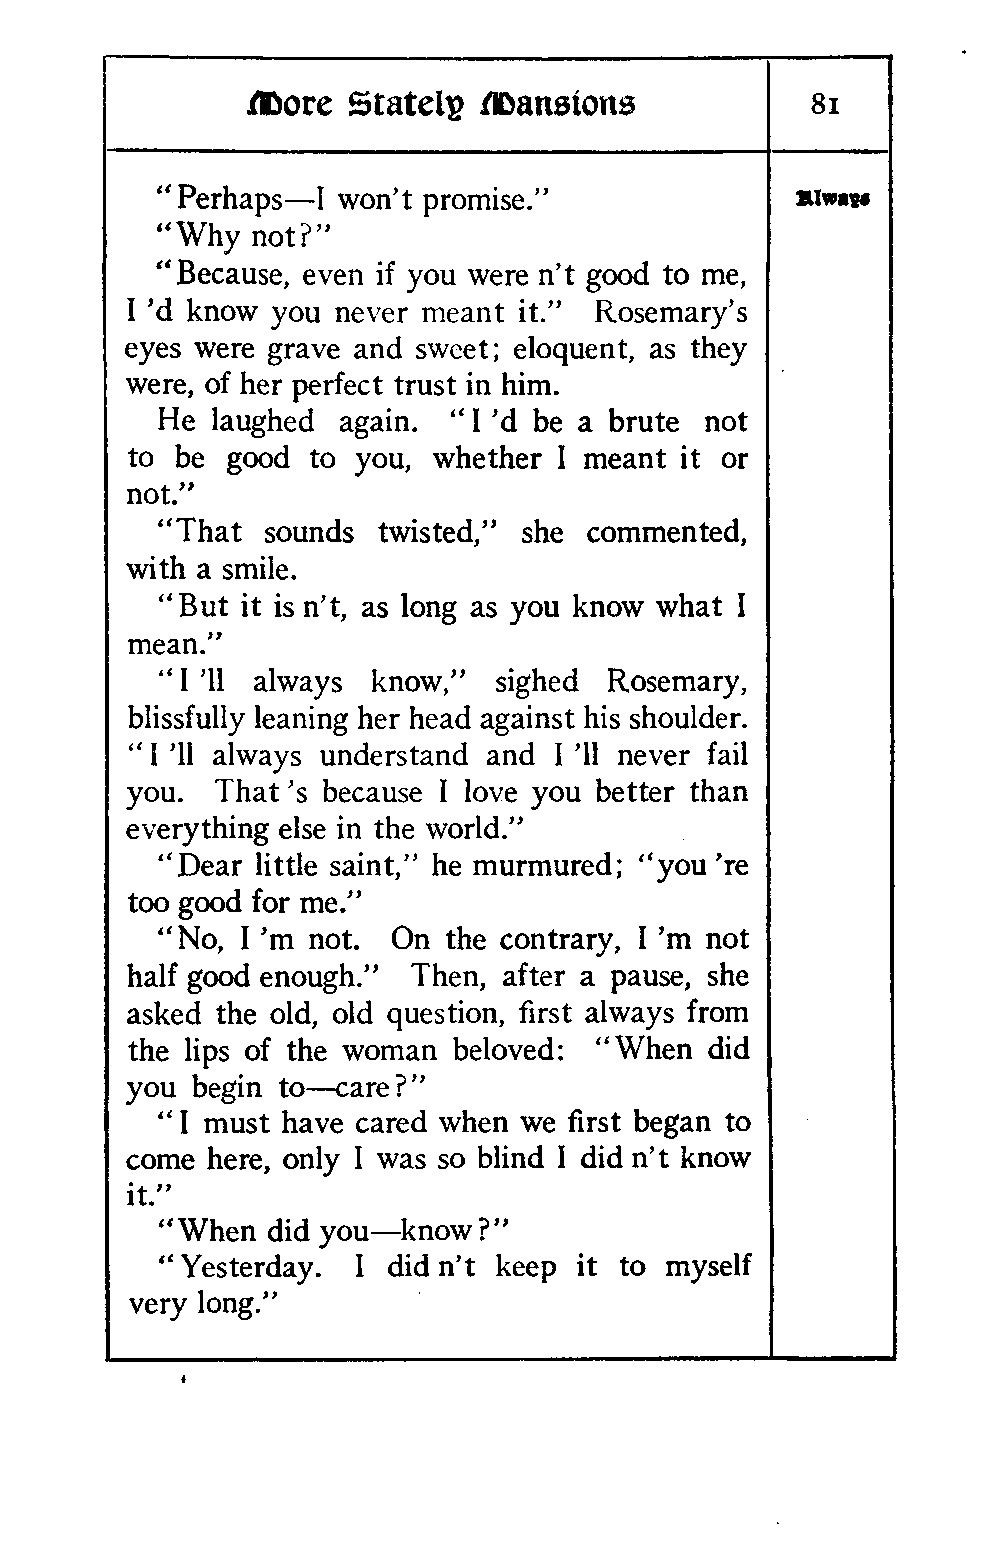 More Stately Mansions 81
Always
“Perhaps—I won’t promise.”
“Why not?”
“Because, even if you were n’t good to me,
I ’d know you never meant it.” Rosemary’s
eyes were grave and sweet; eloquent, as they
were, of her perfect trust in him.
He laughed again. “I ’d be a brute not
to be good to you, whether I meant it or
not.”
“That sounds twisted,” she commented,
with a smile.
“But it is n’t, as long as you know what I
mean.”
“I ’ll always know,” sighed Rosemary,
blissfully leaning her head against his shoulder.
“I ’ll always understand and I ’ll never fail
you. That ’s because I love you better than
everything else in the world.”
“Dear little saint,” he murmured; “you ’re
too good for me.”
“No, I ’m not. On the contrary, I ’m not
half good enough.” Then, after a pause, she
asked the old, old question, first always from
the lips of the woman beloved: “When did
you begin to—care?”
“I must have cared when we first began to
come here, only I was so blind I did n’t know
it.”
“When did you—know?”
“Yesterday. I did n’t keep it to myself
very long.”